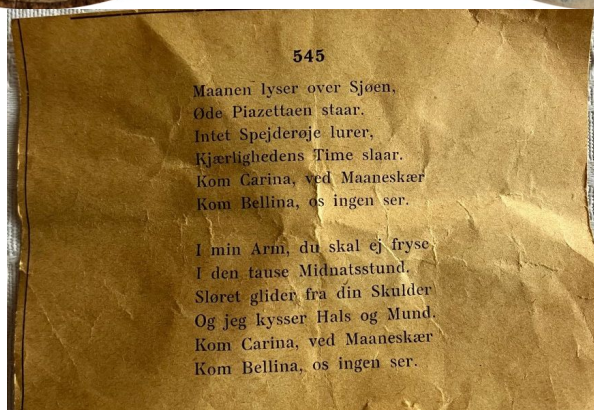 545
Maanen lyser over Sjøen,
Øde Piazettaen staar.
Intet Spejderøje lurer,
Kjærlighedens Time slaar.
Kom Carina, ved Maaneskær
Kom Bellina, os ingen ser.
I min Arm, du skal ej fryse
I den tause Midnatsstund.
Sløret glider fra din Skulder
Og jeg kysser Hals og Mund.
Kom Carina, ved Maaneskær
Kom Bellina, os ingen ser.